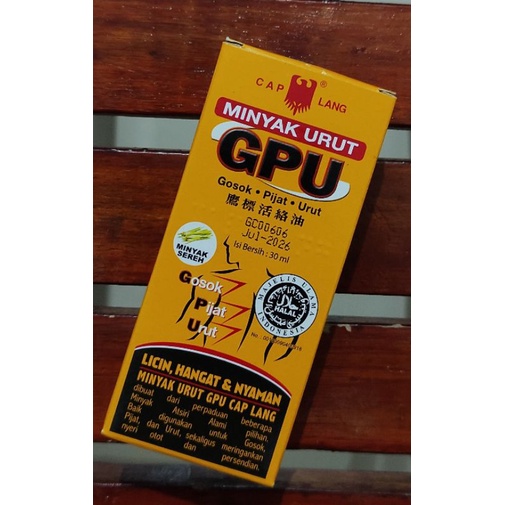 CAP LANG ®
MINYAK URUT
GPU
Gosok • Pijat • Urut
鷹標活絡油
GC00606
Jul-2026
Isi Bersih : 30 ml
MINYAK
SEREH
Gosok
Pijat
Urut
MAJELIS ULAMA INDONESIA
HALAL
No.
LICIN, HANGAT & NYAMAN
MINYAK URUT GPU CAP LANG
dibuat dari perpaduan beberapa
Minyak Atsiri Alami pilihan.
Baik digunakan untuk Gosok,
Pijat, dan Urut, sekaligus meringankan
nyeri otot dan persendian.